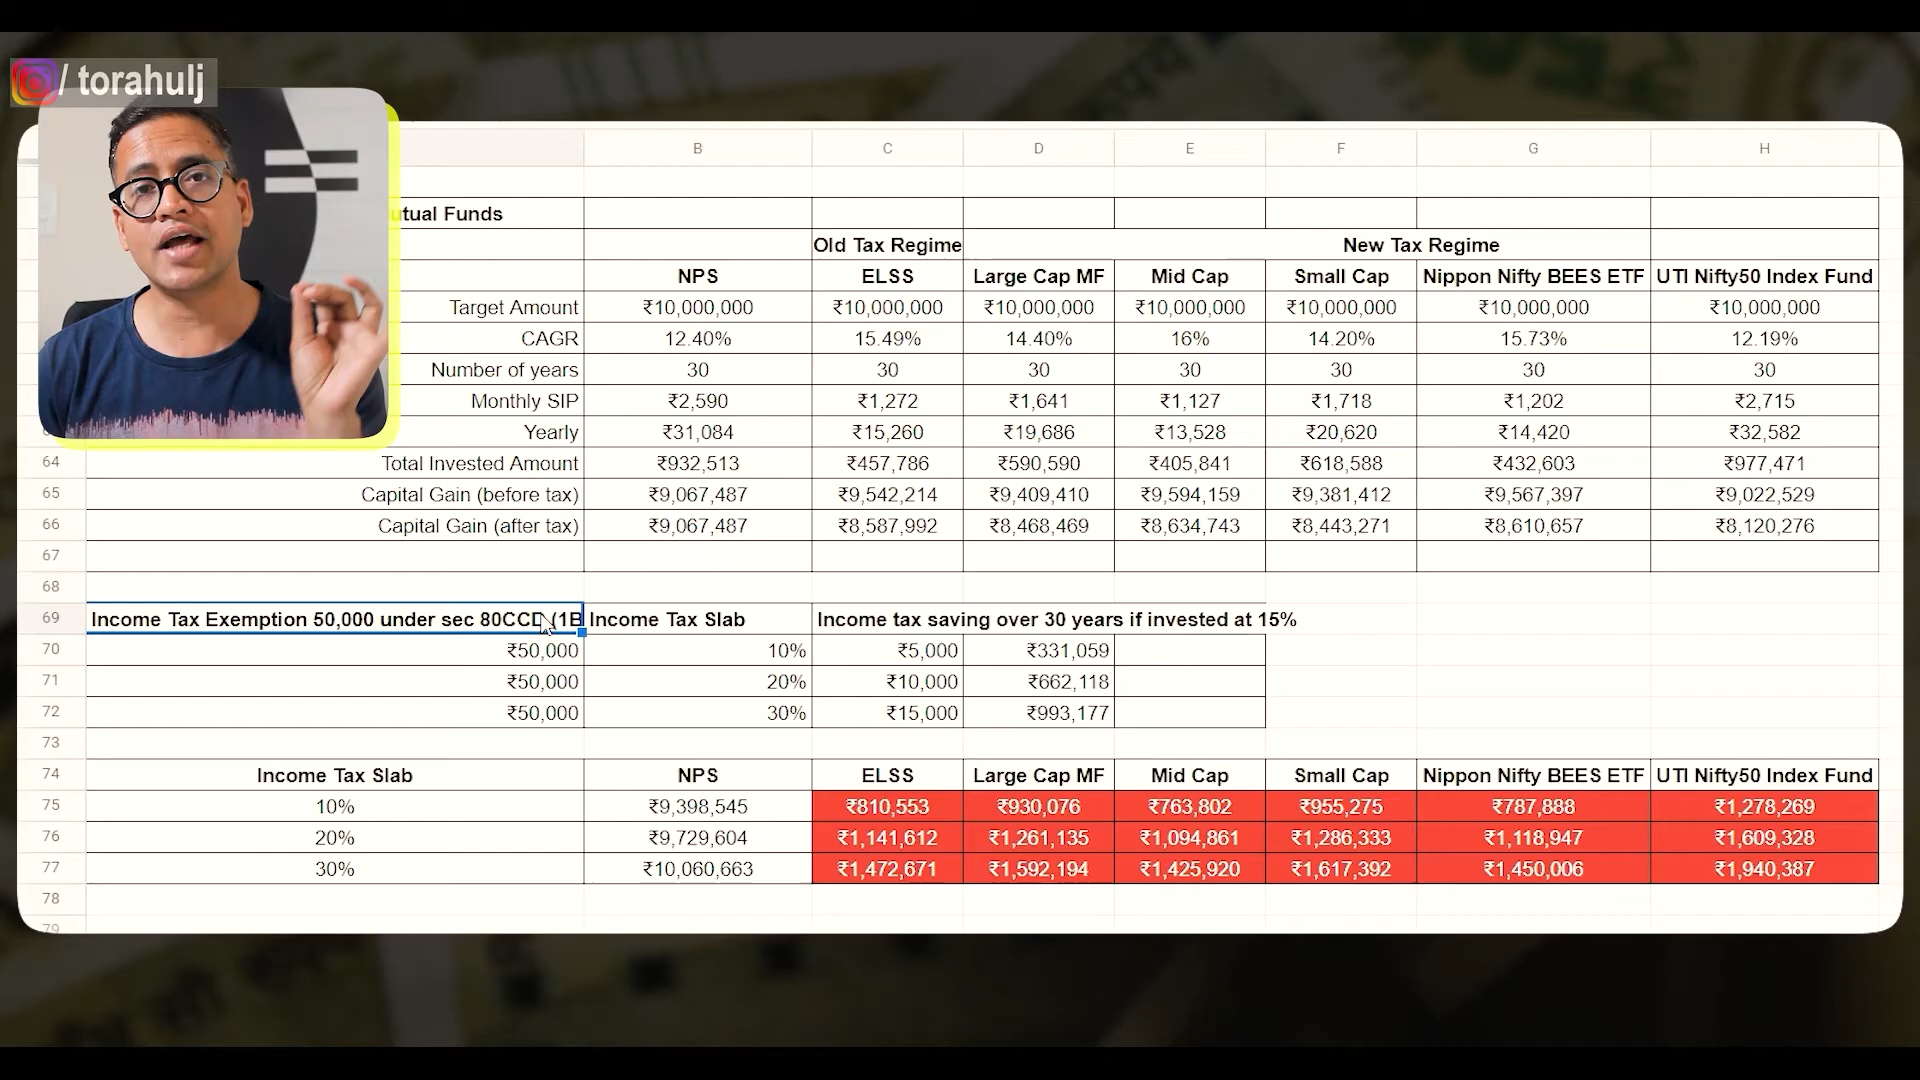 / torahulj
B C D E F G H
utual Funds
Old Tax Regime New Tax Regime
NPS ELSS Large Cap MF Mid Cap Small Cap Nippon Nifty BEES ETF UTI Nifty50 Index Fund
Target Amount ₹10,000,000 ₹10,000,000 ₹10,000,000 ₹10,000,000 ₹10,000,000 ₹10,000,000 ₹10,000,000
CAGR 12.40% 15.49% 14.40% 16% 14.20% 15.73% 12.19%
Number of years 30 30 30 30 30 30 30
Monthly SIP ₹2,590 ₹1,272 ₹1,641 ₹1,127 ₹1,718 ₹1,202 ₹2,715
Yearly ₹31,084 ₹15,260 ₹19,686 ₹13,528 ₹20,620 ₹14,420 ₹32,582
64 Total Invested Amount ₹932,513 ₹457,786 ₹590,590 ₹405,841 ₹618,588 ₹432,603 ₹977,471
65 Capital Gain (before tax) ₹9,067,487 ₹9,542,214 ₹9,409,410 ₹9,594,159 ₹9,381,412 ₹9,567,397 ₹9,022,529
66 Capital Gain (after tax) ₹9,067,487 ₹8,587,992 ₹8,468,469 ₹8,634,743 ₹8,443,271 ₹8,610,657 ₹8,120,276
67
68
69 Income Tax Exemption 50,000 under sec 80CCD (1B Income Tax Slab Income tax saving over 30 years if invested at 15%
70 ₹50,000 10% ₹5,000 ₹331,059
71 ₹50,000 20% ₹10,000 ₹662,118
72 ₹50,000 30% ₹15,000 ₹993,177
73
74 Income Tax Slab NPS ELSS Large Cap MF Mid Cap Small Cap Nippon Nifty BEES ETF UTI Nifty50 Index Fund
75 10% ₹9,398,545 ₹810,553 ₹930,076 ₹763,802 ₹955,275 ₹787,888 ₹1,278,269
76 20% ₹9,729,604 ₹1,141,612 ₹1,261,135 ₹1,094,861 ₹1,286,333 ₹1,118,947 ₹1,609,328
77 30% ₹10,060,663 ₹1,472,671 ₹1,592,194 ₹1,425,920 ₹1,617,392 ₹1,450,006 ₹1,940,387
78
79